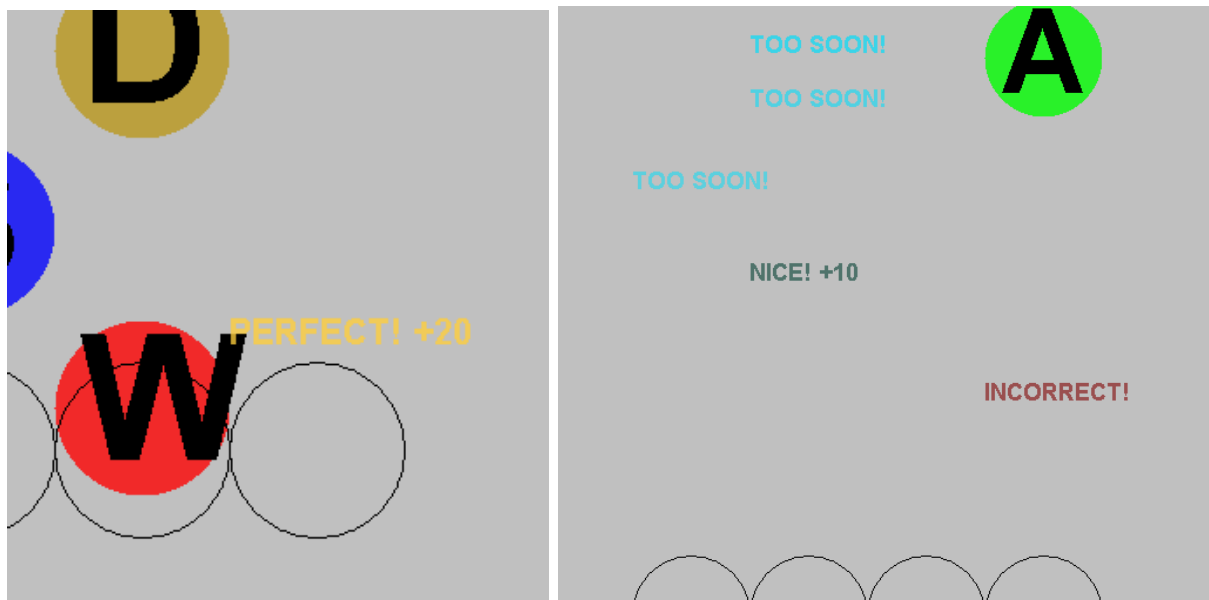 D
W
PERFECT! +20
TOO SOON!
A
TOO SOON!
TOO SOON!
NICE! +10
INCORRECT!